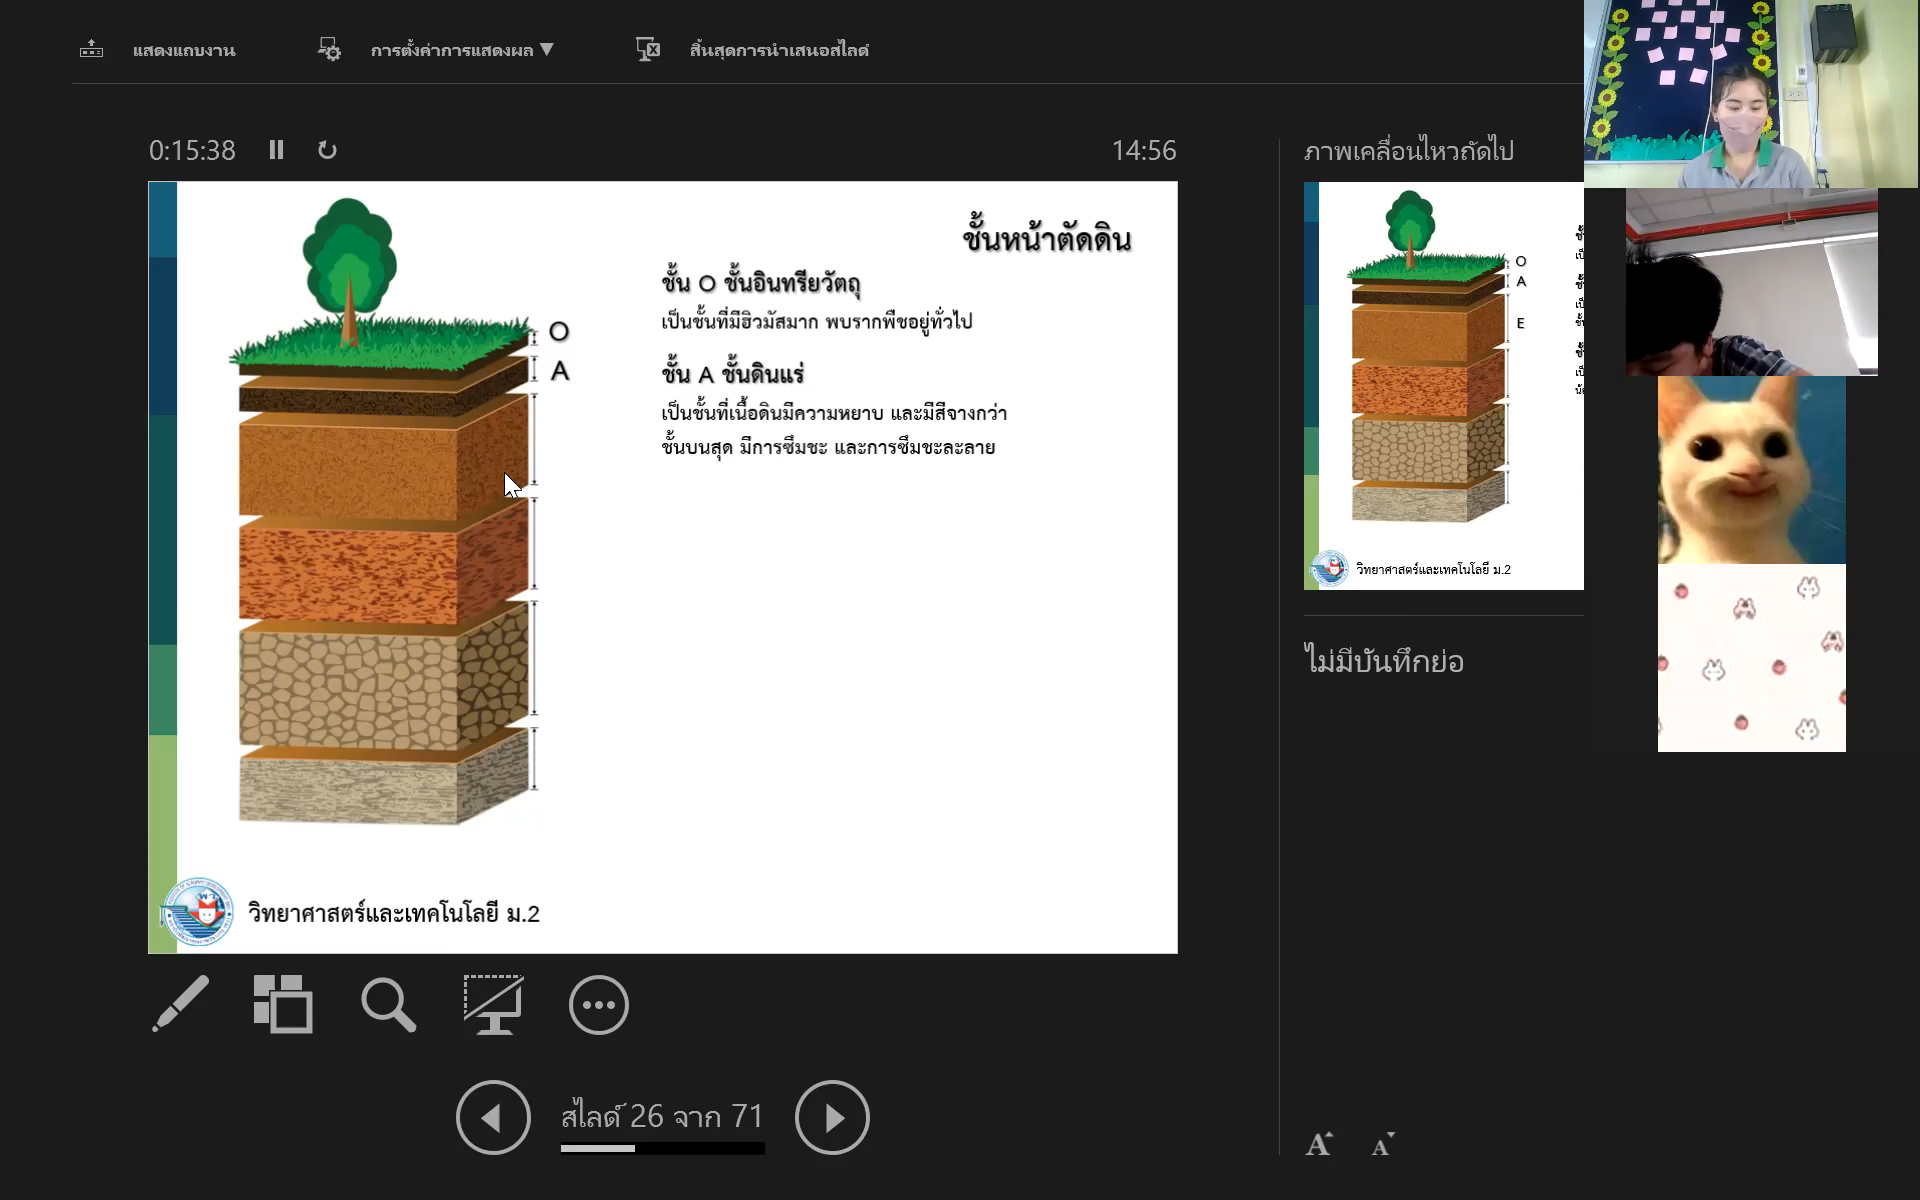 แสดงแถบงาน
การตั้งค่าการแสดงผล ▼
สิ้นสุดการนำเสนอสไลด์
0:15:38
14:56
ชั้นหน้าตัดดิน
ชั้น O ชั้นอินทรียวัตถุ
เป็นชั้นที่มีฮิวมัสมาก พบรากพืชอยู่ทั่วไป
ชั้น A ชั้นดินแร่
เป็นชั้นที่เนื้อดินมีความหยาบ และมีสีจางกว่า
ชั้นบนสุด มีการซึมชะ และการซึมชะละลาย
O
A
วิทยาศาสตร์และเทคโนโลยี ม.2
สไลด์ 26 จาก 71
ภาพเคลื่อนไหวถัดไป
O
A
E
วิทยาศาสตร์และเทคโนโลยี ม.2
ไม่มีบันทึกย่อ
A A